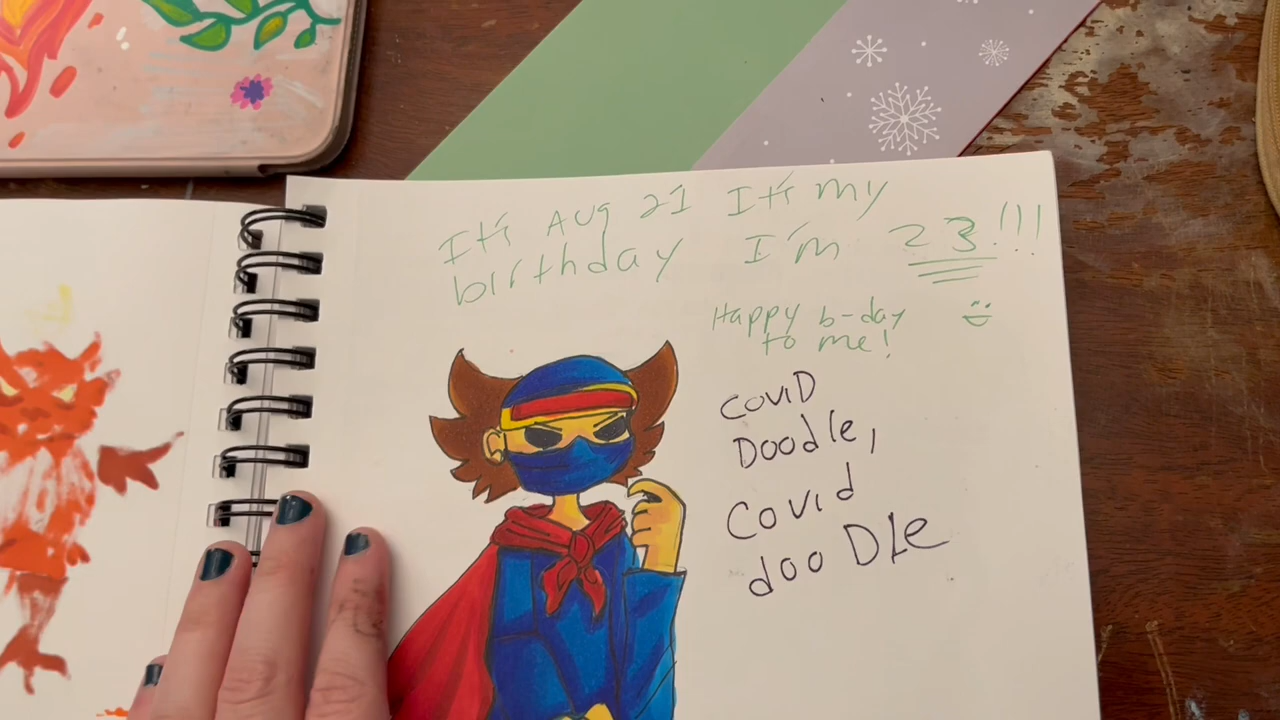 It's Aug 21 It's my
birthday I'm 23!!!
Happy b-day
to me!
COVID
Doodle,
Covid
dooDLe